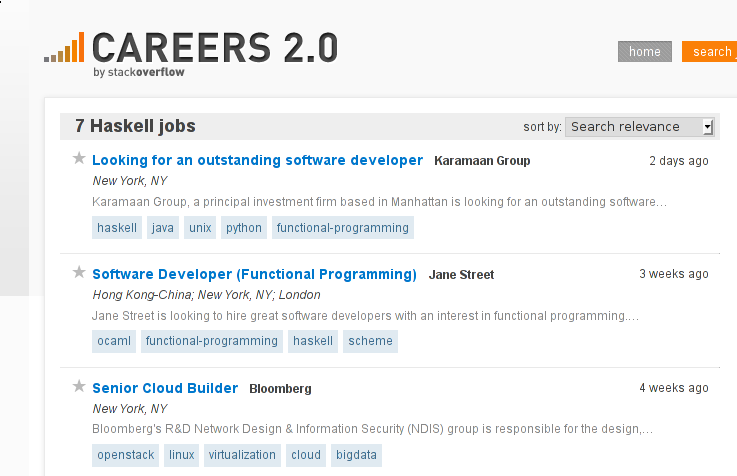 CAREERS 2.0
by stackoverflow
home
search
7 Haskell jobs
sort by: Search relevance
Looking for an outstanding software developer Karamaan Group 2 days ago
New York, NY
Karamaan Group, a principal investment firm based in Manhattan is looking for an outstanding software…
haskell java unix python functional-programming
Software Developer (Functional Programming) Jane Street 3 weeks ago
Hong Kong-China; New York, NY; London
Jane Street is looking to hire great software developers with an interest in functional programming.…
ocaml functional-programming haskell scheme
Senior Cloud Builder Bloomberg 4 weeks ago
New York, NY
Bloomberg's R&D Network Design & Information Security (NDIS) group is responsible for the design,…
openstack linux virtualization cloud bigdata